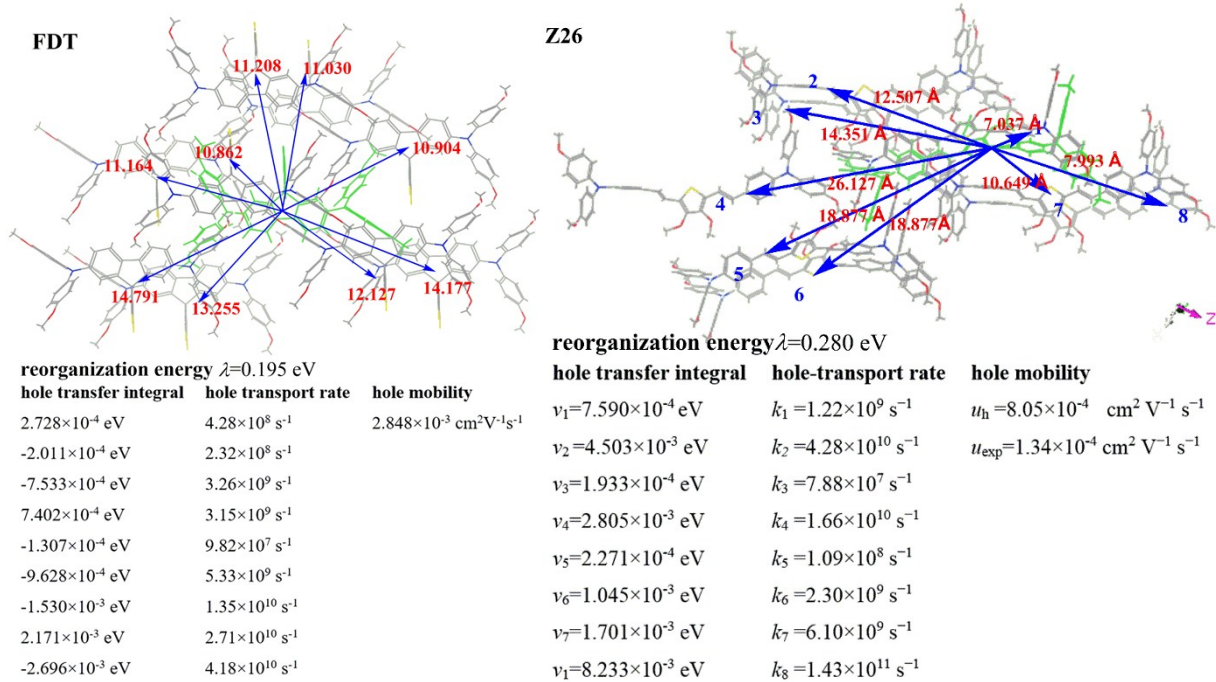 FDT
11.208
11.030
11.164
10.862
10.904
14.791
13.255
12.127
14.177
reorganization energy λ=0.195 eV
hole transfer integral hole transport rate hole mobility
2.728×10⁻⁴ eV 4.28×10⁸ s⁻¹ 2.848×10⁻³ cm²V⁻¹s⁻¹
-2.011×10⁻⁴ eV 2.32×10⁸ s⁻¹
-7.533×10⁻⁴ eV 3.26×10⁹ s⁻¹
7.402×10⁻⁴ eV 3.15×10⁹ s⁻¹
-1.307×10⁻⁴ eV 9.82×10⁷ s⁻¹
-9.628×10⁻⁴ eV 5.33×10⁹ s⁻¹
-1.530×10⁻³ eV 1.35×10¹⁰ s⁻¹
2.171×10⁻³ eV 2.71×10¹⁰ s⁻¹
-2.696×10⁻³ eV 4.18×10¹⁰ s⁻¹
Z26
2
12.507 Å
3
14.351 Å
7.037 Å
1
7.993 Å
26.127 Å
10.649 Å
4
7
8
18.877 Å
18.877 Å
5
6
Z
reorganization energy λ=0.280 eV
hole transfer integral hole-transport rate hole mobility
v₁=7.590×10⁻⁴ eV k₁ =1.22×10⁹ s⁻¹ u_h =8.05×10⁻⁴ cm² V⁻¹ s⁻¹
v₂=4.503×10⁻³ eV k₂ =4.28×10¹⁰ s⁻¹ u_exp=1.34×10⁻⁴ cm² V⁻¹ s⁻¹
v₃=1.933×10⁻⁴ eV k₃ =7.88×10⁷ s⁻¹
v₄=2.805×10⁻³ eV k₄ =1.66×10¹⁰ s⁻¹
v₅=2.271×10⁻⁴ eV k₅ =1.09×10⁸ s⁻¹
v₆=1.045×10⁻³ eV k₆ =2.30×10⁹ s⁻¹
v₇=1.701×10⁻³ eV k₇ =6.10×10⁹ s⁻¹
v₁=8.233×10⁻³ eV k₈ =1.43×10¹¹ s⁻¹